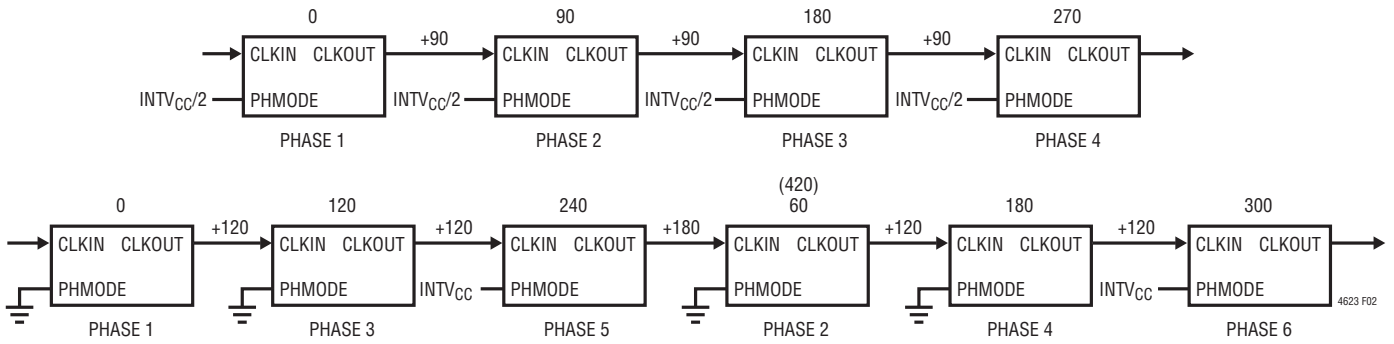 0 90 180 270
CLKIN CLKOUT +90 CLKIN CLKOUT +90 CLKIN CLKOUT +90 CLKIN CLKOUT
INTVCC/2 PHMODE INTVCC/2 PHMODE INTVCC/2 PHMODE INTVCC/2 PHMODE
PHASE 1 PHASE 2 PHASE 3 PHASE 4
(420)
0 120 240 60 180 300
CLKIN CLKOUT +120 CLKIN CLKOUT +120 CLKIN CLKOUT +180 CLKIN CLKOUT +120 CLKIN CLKOUT +120 CLKIN CLKOUT
PHMODE PHMODE INTVCC PHMODE PHMODE PHMODE INTVCC PHMODE
4623 F02
PHASE 1 PHASE 3 PHASE 5 PHASE 2 PHASE 4 PHASE 6